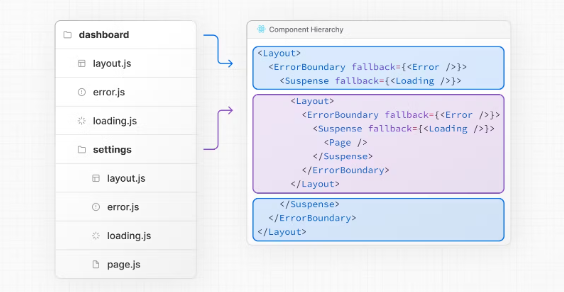 dashboard
layout.js
error.js
loading.js
settings
layout.js
error.js
loading.js
page.js
Component Hierarchy
<Layout>
<ErrorBoundary fallback={<Error />}>
<Suspense fallback={<Loading />}>
<Layout>
<ErrorBoundary fallback={<Error />}>
<Suspense fallback={<Loading />}>
<Page />
</Suspense>
</ErrorBoundary>
</Layout>
</Suspense>
</ErrorBoundary>
</Layout>